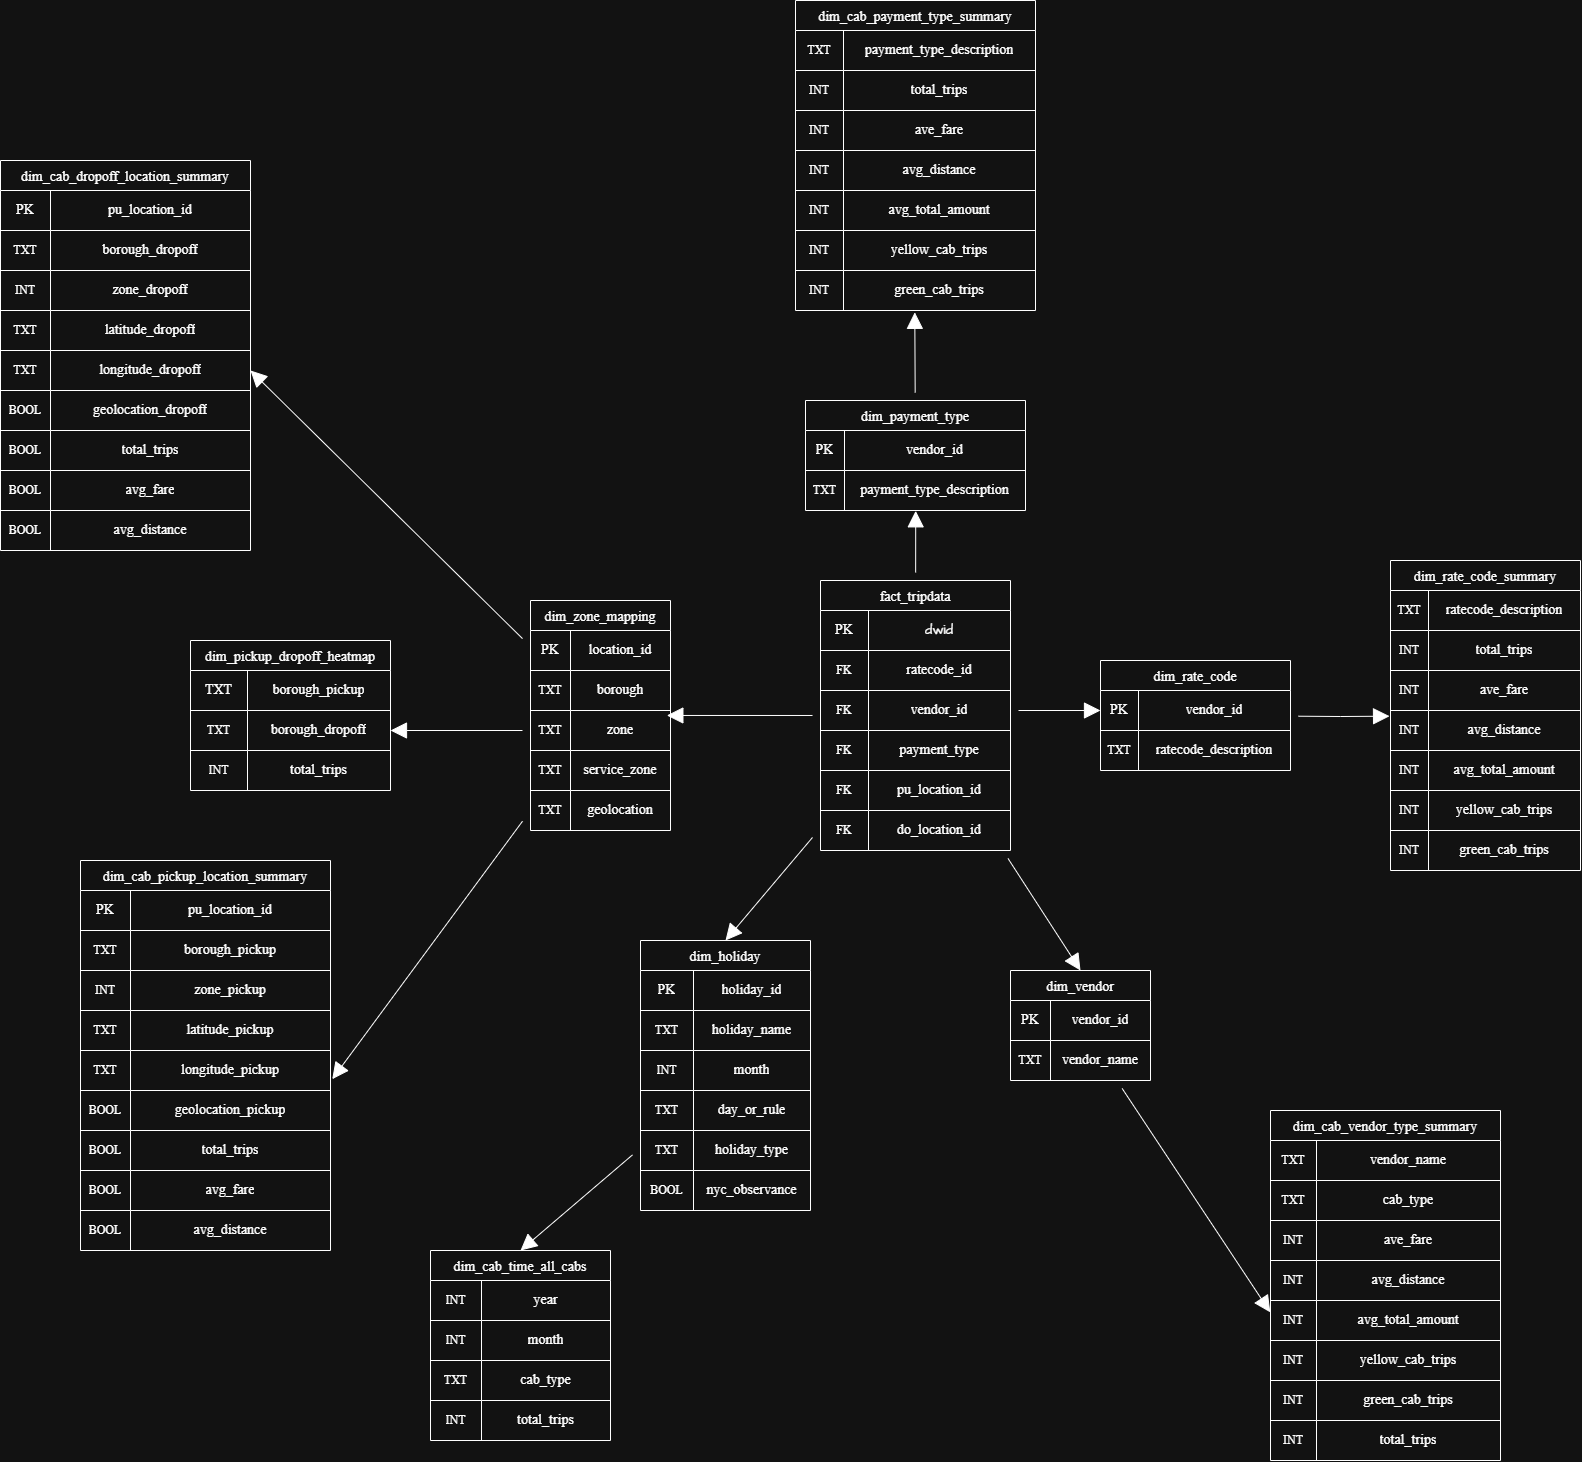 dim_cab_payment_type_summary
TXT payment_type_description
INT total_trips
INT ave_fare
INT avg_distance
INT avg_total_amount
INT yellow_cab_trips
INT green_cab_trips
dim_cab_dropoff_location_summary
PK pu_location_id
TXT borough_dropoff
INT zone_dropoff
TXT latitude_dropoff
TXT longitude_dropoff
BOOL geolocation_dropoff
BOOL total_trips
BOOL avg_fare
BOOL avg_distance
dim_payment_type
PK vendor_id
TXT payment_type_description
fact_tripdata
PK dwid
FK ratecode_id
FK vendor_id
FK payment_type
FK pu_location_id
FK do_location_id
dim_zone_mapping
PK location_id
TXT borough
TXT zone
TXT service_zone
TXT geolocation
dim_pickup_dropoff_heatmap
TXT borough_pickup
TXT borough_dropoff
INT total_trips
dim_rate_code
PK vendor_id
TXT ratecode_description
dim_rate_code_summary
TXT ratecode_description
INT total_trips
INT ave_fare
INT avg_distance
INT avg_total_amount
INT yellow_cab_trips
INT green_cab_trips
dim_cab_pickup_location_summary
PK pu_location_id
TXT borough_pickup
INT zone_pickup
TXT latitude_pickup
TXT longitude_pickup
BOOL geolocation_pickup
BOOL total_trips
BOOL avg_fare
BOOL avg_distance
dim_holiday
PK holiday_id
TXT holiday_name
INT month
TXT day_or_rule
TXT holiday_type
BOOL nyc_observance
dim_vendor
PK vendor_id
TXT vendor_name
dim_cab_vendor_type_summary
TXT vendor_name
TXT cab_type
INT ave_fare
INT avg_distance
INT avg_total_amount
INT yellow_cab_trips
INT green_cab_trips
INT total_trips
dim_cab_time_all_cabs
INT year
INT month
TXT cab_type
INT total_trips